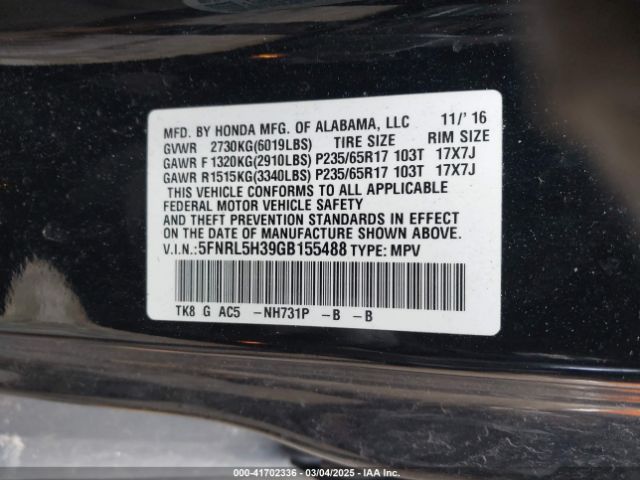 MFD. BY HONDA MFG. OF ALABAMA, LLC 11/'16
GVWR 2730KG(6019LBS) TIRE SIZE RIM SIZE
GAWR F 1320KG(2910LBS) P235/65R17 103T 17X7J
GAWR R1515KG(3340LBS) P235/65R17 103T 17X7J
THIS VEHICLE CONFORMS TO ALL APPLICABLE
FEDERAL MOTOR VEHICLE SAFETY
AND THEFT PREVENTION STANDARDS IN EFFECT
ON THE DATE OF MANUFACTURE SHOWN ABOVE.
V.I.N.:5FNRL5H39GB155488 TYPE: MPV
TK8 G AC5 -NH731P -B -B
000-41702336 - 03/04/2025 - IAA Inc.